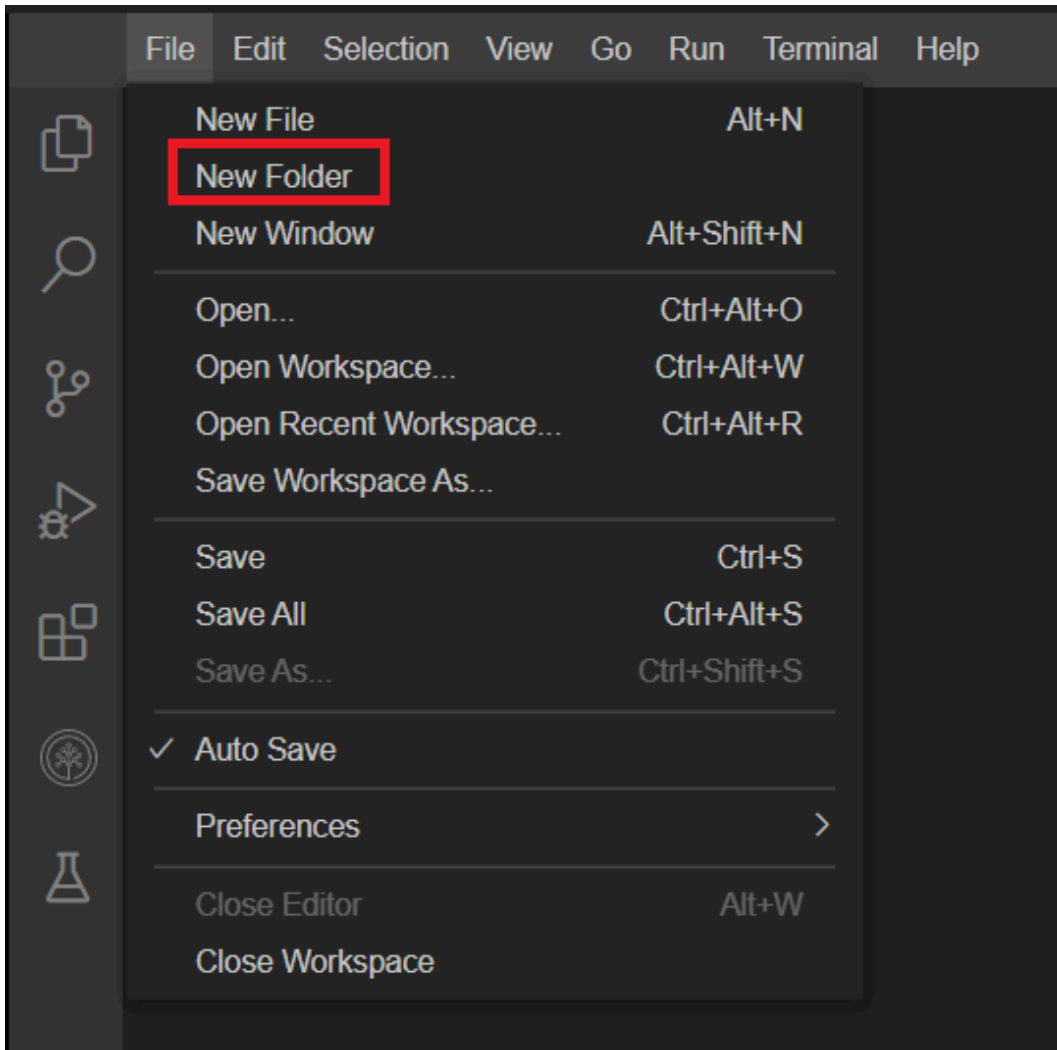 File Edit Selection View Go Run Terminal Help
New File Alt+N
New Folder
New Window Alt+Shift+N
Open... Ctrl+Alt+O
Open Workspace... Ctrl+Alt+W
Open Recent Workspace... Ctrl+Alt+R
Save Workspace As...
Save Ctrl+S
Save All Ctrl+Alt+S
Save As... Ctrl+Shift+S
Auto Save
Preferences
Close Editor Alt+W
Close Workspace